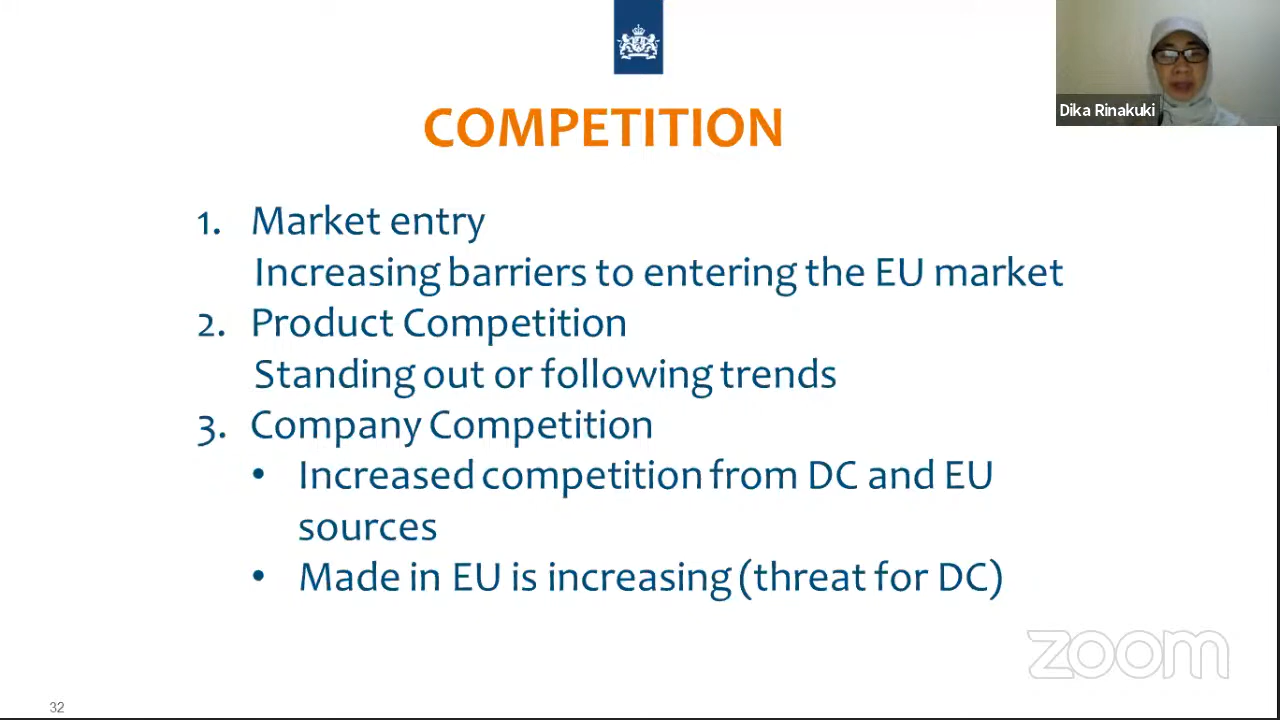 COMPETITION
Dika Rinakuki
1. Market entry
Increasing barriers to entering the EU market
2. Product Competition
Standing out or following trends
3. Company Competition
• Increased competition from DC and EU
sources
• Made in EU is increasing (threat for DC)
zoom
32